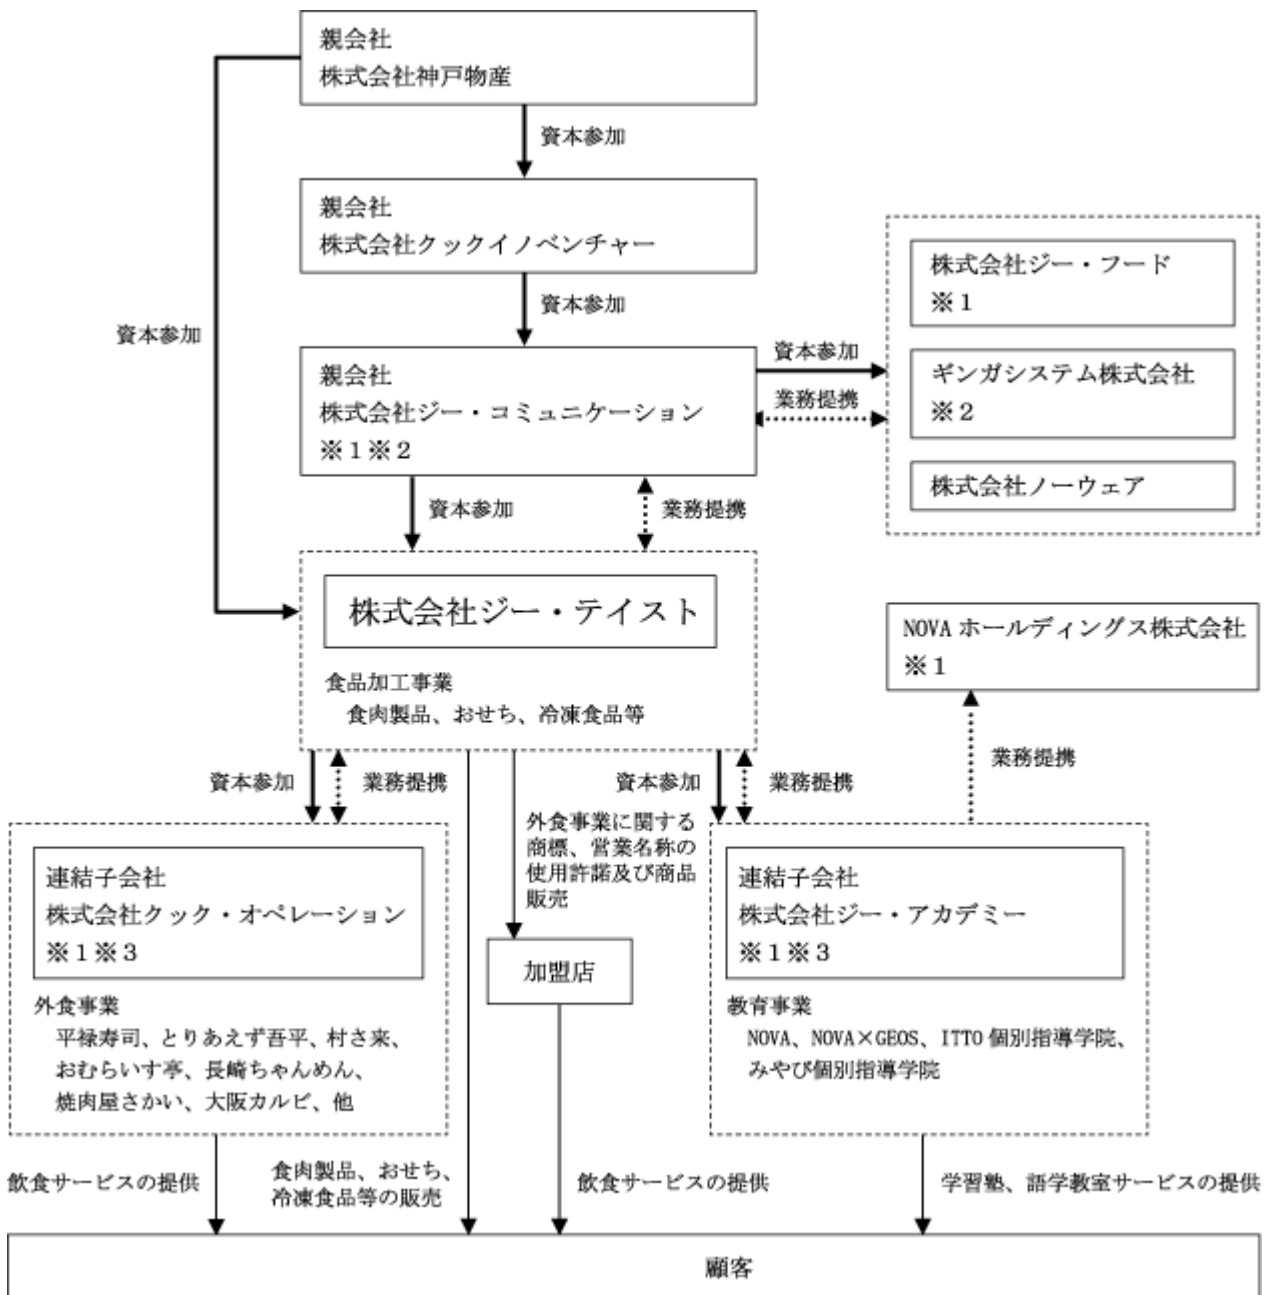 親会社
株式会社神戸物産
資本参加
親会社
株式会社クックイノベンチャー
資本参加
資本参加
親会社
株式会社ジー・コミュニケーション
※１※２
資本参加
業務提携
株式会社ジー・フード
※１
ギンガシステム株式会社
※２
株式会社ノーウェア
資本参加
業務提携
株式会社ジー・テイスト
食品加工事業
食肉製品、おせち、冷凍食品等
NOVA ホールディングス株式会社
※１
業務提携
資本参加
業務提携
外食事業に関する
商標、営業名称の
使用許諾及び商品
販売
資本参加
業務提携
連結子会社
株式会社クック・オペレーション
※１※３
外食事業
平禄寿司、とりあえず吾平、村さ来、
おむらいす亭、長崎ちゃんめん、
焼肉屋さかい、大阪カルビ、他
加盟店
連結子会社
株式会社ジー・アカデミー
※１※３
教育事業
NOVA、NOVA×GEOS、ITTO 個別指導学院、
みやび個別指導学院
飲食サービスの提供
食肉製品、おせち、
冷凍食品等の販売
飲食サービスの提供
学習塾、語学教室サービスの提供
顧客